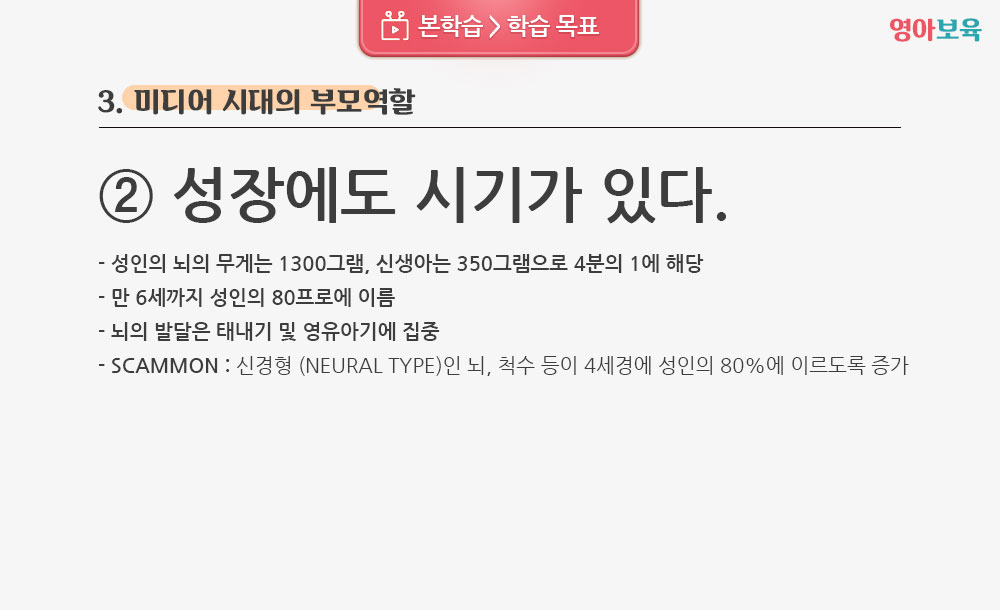 본학습 > 학습 목표
영아보육
3. 미디어 시대의 부모역할
② 성장에도 시기가 있다.
- 성인의 뇌의 무게는 1300그램, 신생아는 350그램으로 4분의 1에 해당
- 만 6세까지 성인의 80프로에 이름
- 뇌의 발달은 태내기 및 영유아기에 집중
- SCAMMON : 신경형 (NEURAL TYPE)인 뇌, 척수 등이 4세경에 성인의 80%에 이르도록 증가